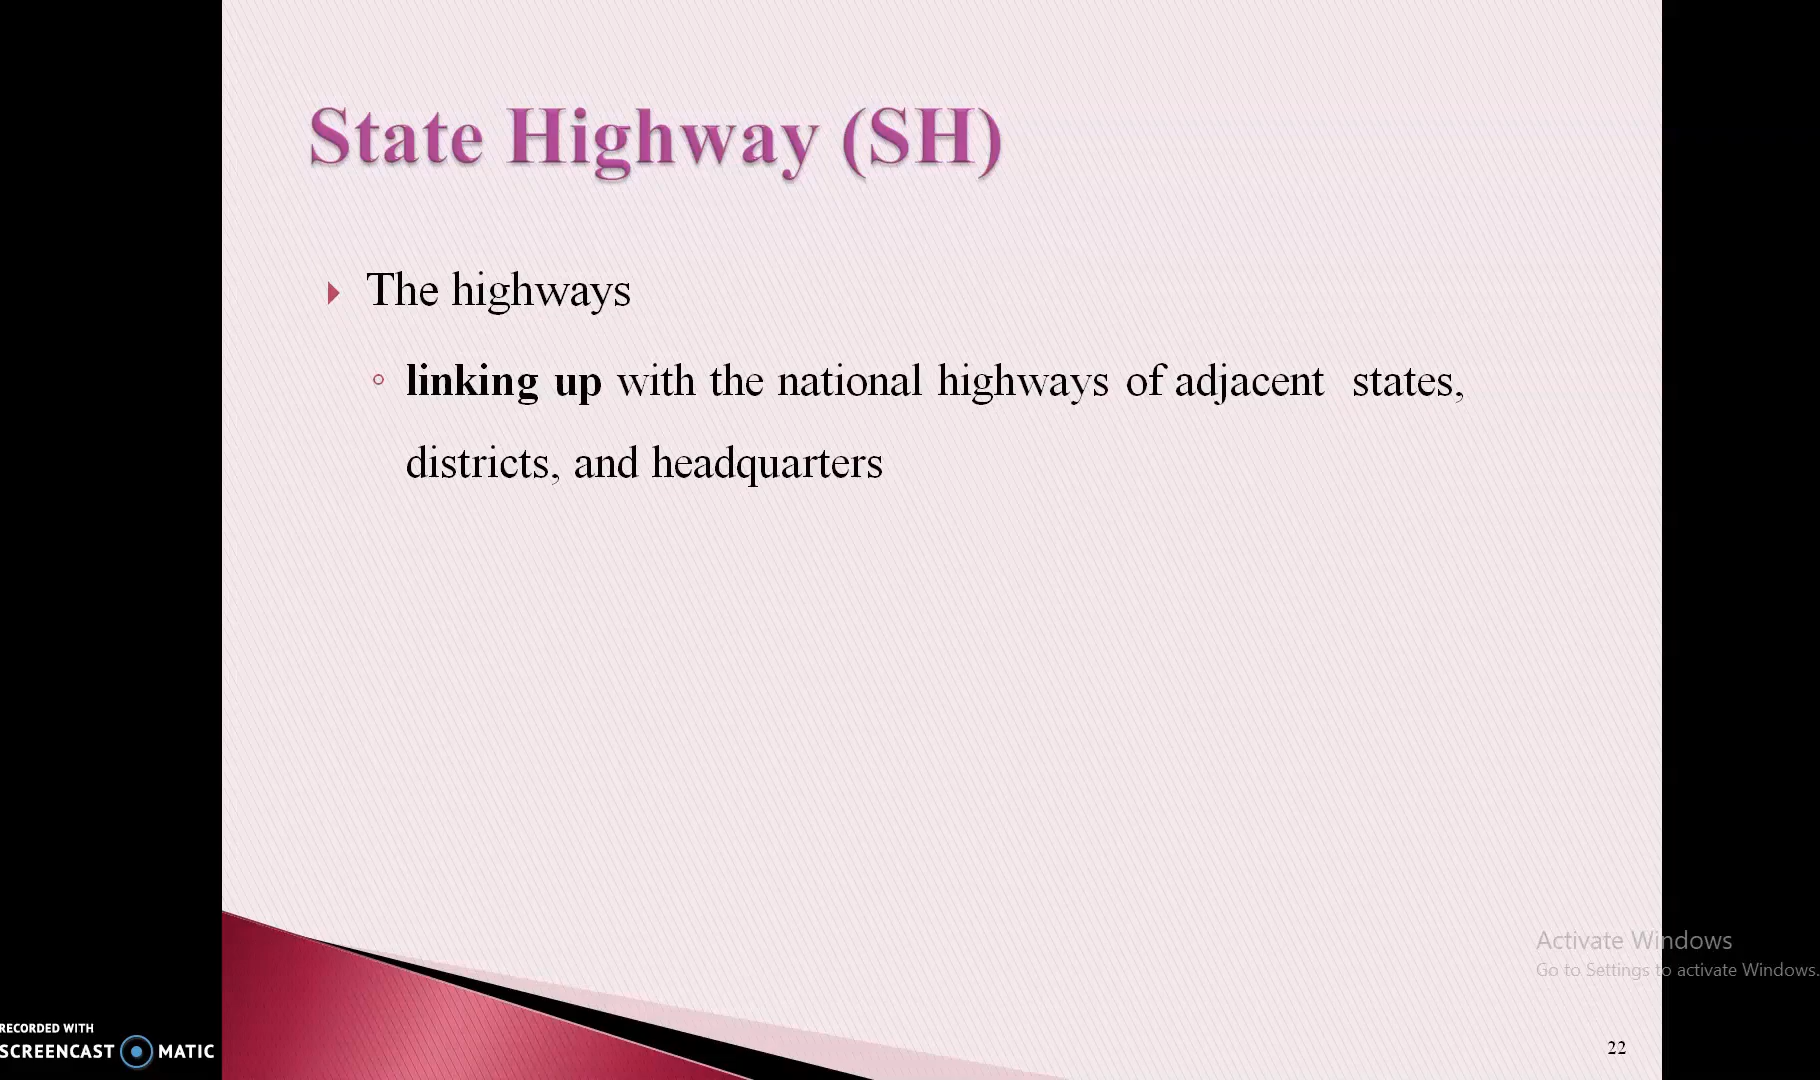 State Highway (SH)
The highways
linking up with the national highways of adjacent states,
districts, and headquarters
Activate Windows
Go to Settings to activate Windows.
RECORDED WITH
SCREENCAST MATIC
22